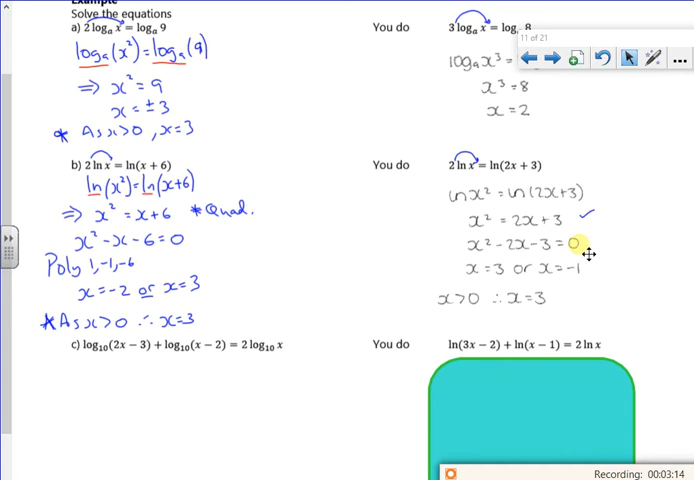 Example
Solve the equations
a) 2 logₐ x = logₐ 9
logₐ(x²) = logₐ(9)
⇒ x² = 9
x = ±3
* As x>0, x=3
You do 3 logₐ x = logₐ 8
logₐx³ =
x³ = 8
x = 2
11 of 21
b) 2 ln x = ln(x + 6)
ln(x²) = ln(x+6)
⇒ x² = x+6 *Quad.
x² -x -6 = 0
Poly 1,-1,-6
x = -2 or x = 3
*As x>0 ∴ x=3
You do 2 ln x = ln(2x + 3)
lnx² = ln(2x+3)
x² = 2x+3 ✓
x² -2x -3 = 0
x = 3 or x = -1
x>0 ∴ x=3
c) log₁₀(2x − 3) + log₁₀(x − 2) = 2 log₁₀ x
You do ln(3x − 2) + ln(x − 1) = 2 ln x
Recording: 00:03:14